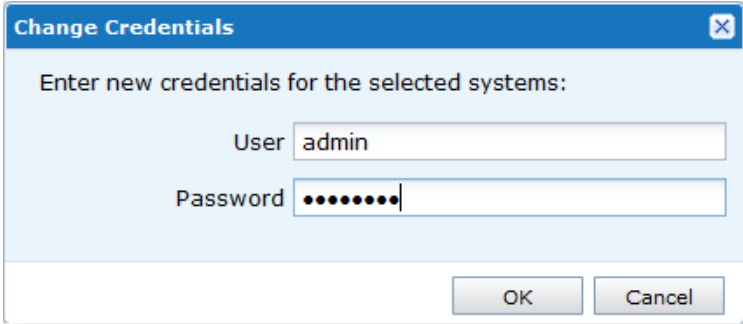 Change Credentials
Enter new credentials for the selected systems:
User admin
Password ••••••••
OK Cancel